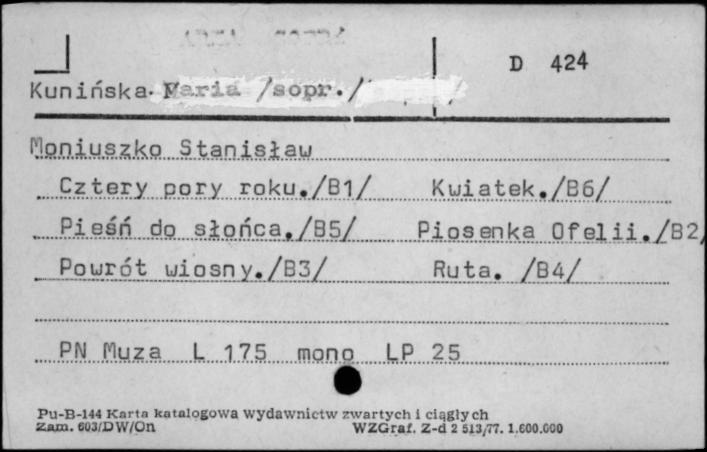 D 424
Kunińska Maria /sopr./
Moniuszko Stanisław
Cztery pory roku./B1/ Kwiatek./B6/
Pieśń do słońca./B5/ Piosenka Ofelii./B2/
Powrót wiosny./B3/ Ruta. /B4/
PN Muza L 175 mono LP 25
Pu-B-144 Karta katalogowa wydawnictw zwartych i ciągłych
Zam. 603/DW/On WZGraf. Z-d 2 513/77. 1.600.000